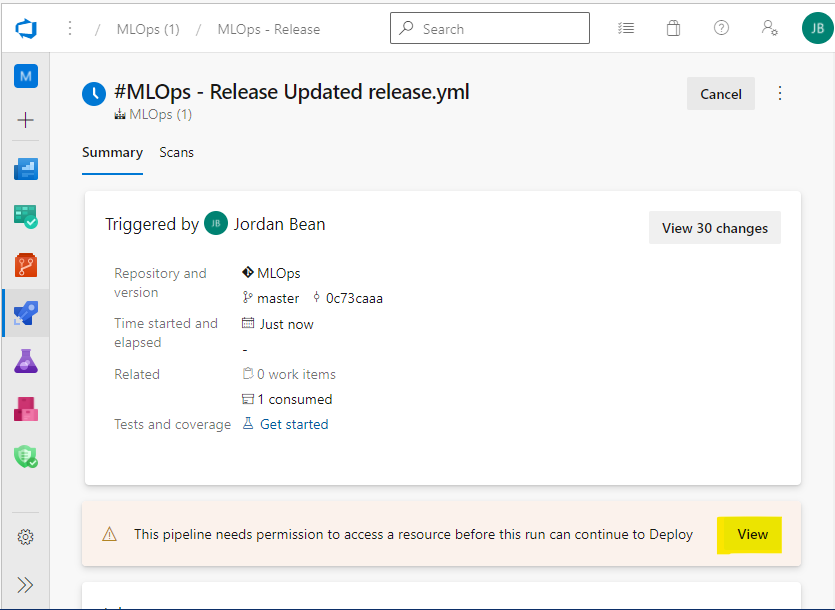 / MLOps (1) / MLOps - Release
Search
JB
M
#MLOps - Release Updated release.yml
MLOps (1)
Cancel
Summary Scans
Triggered by JB Jordan Bean
View 30 changes
Repository and version
MLOps
master 0c73caaa
Time started and elapsed
Just now
-
Related
0 work items
1 consumed
Tests and coverage
Get started
This pipeline needs permission to access a resource before this run can continue to Deploy
View